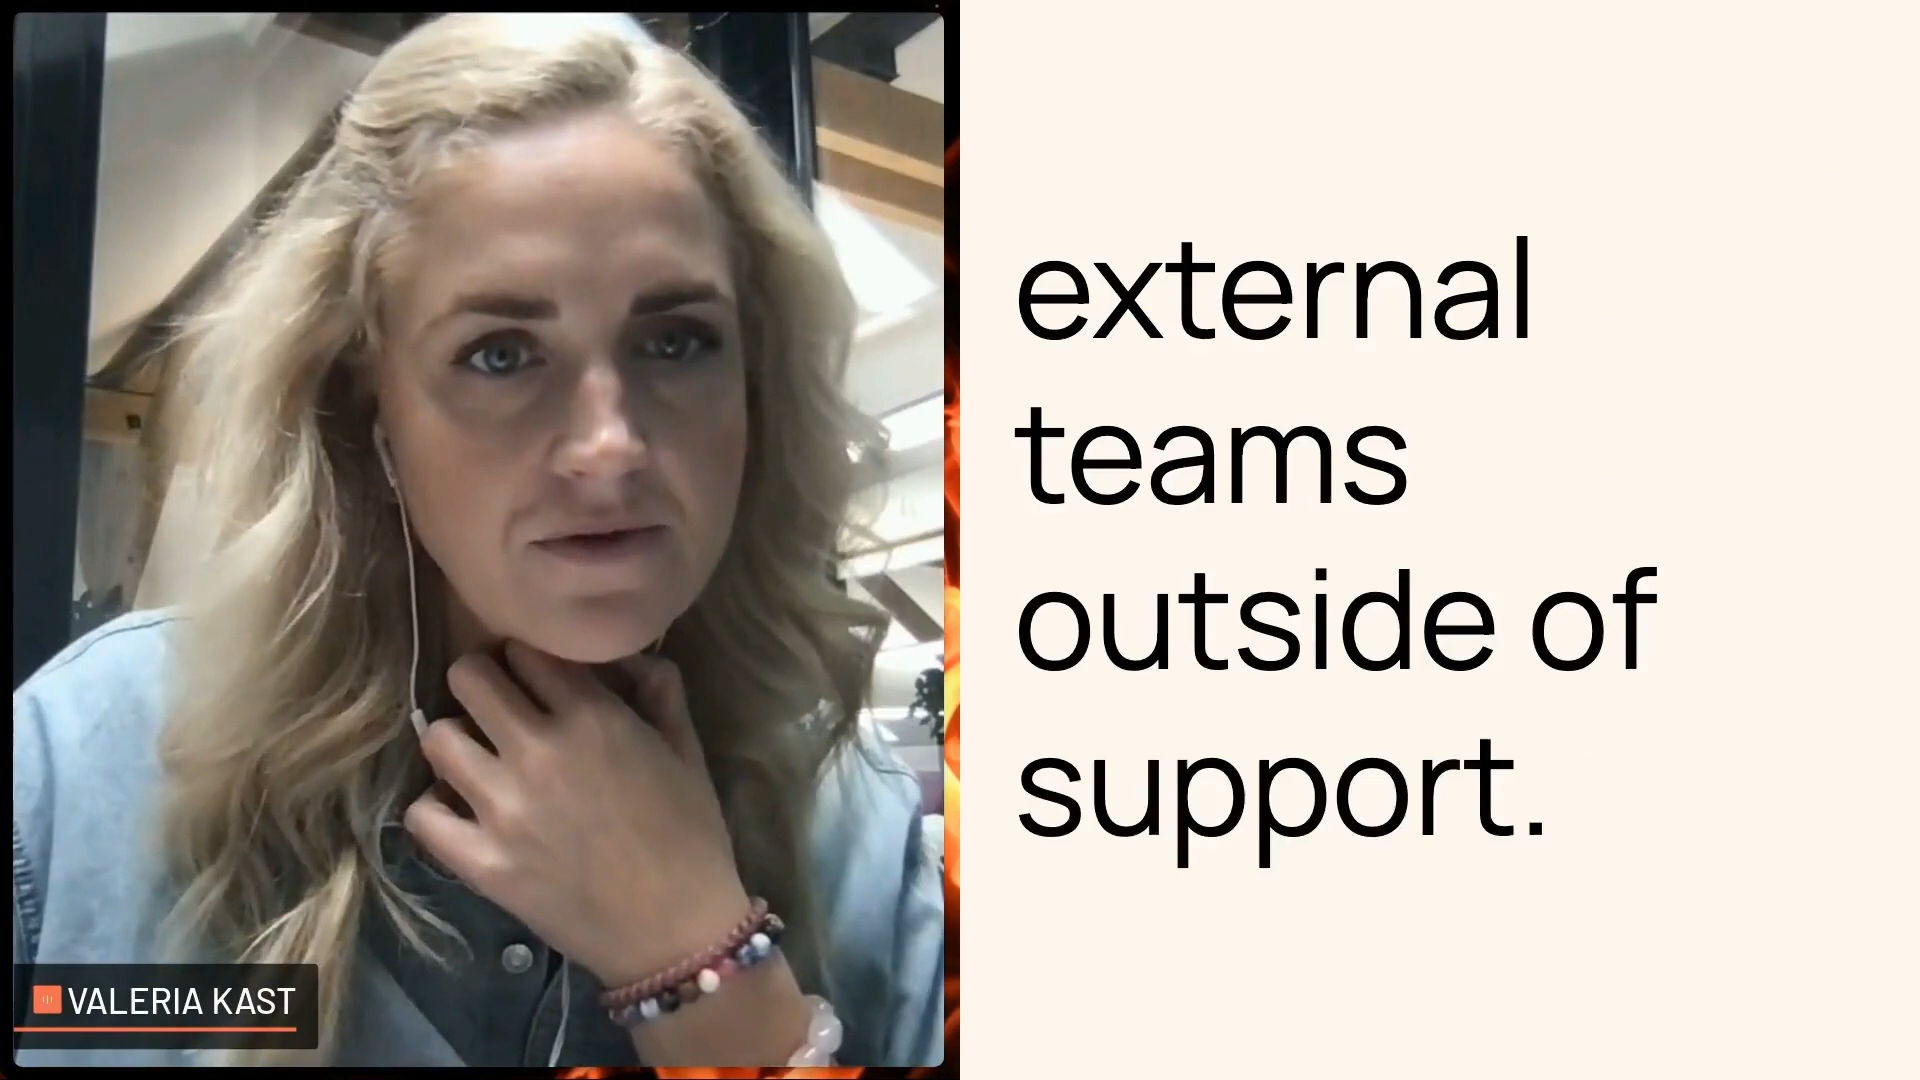 VALERIA KAST
external
teams
outside of
support.